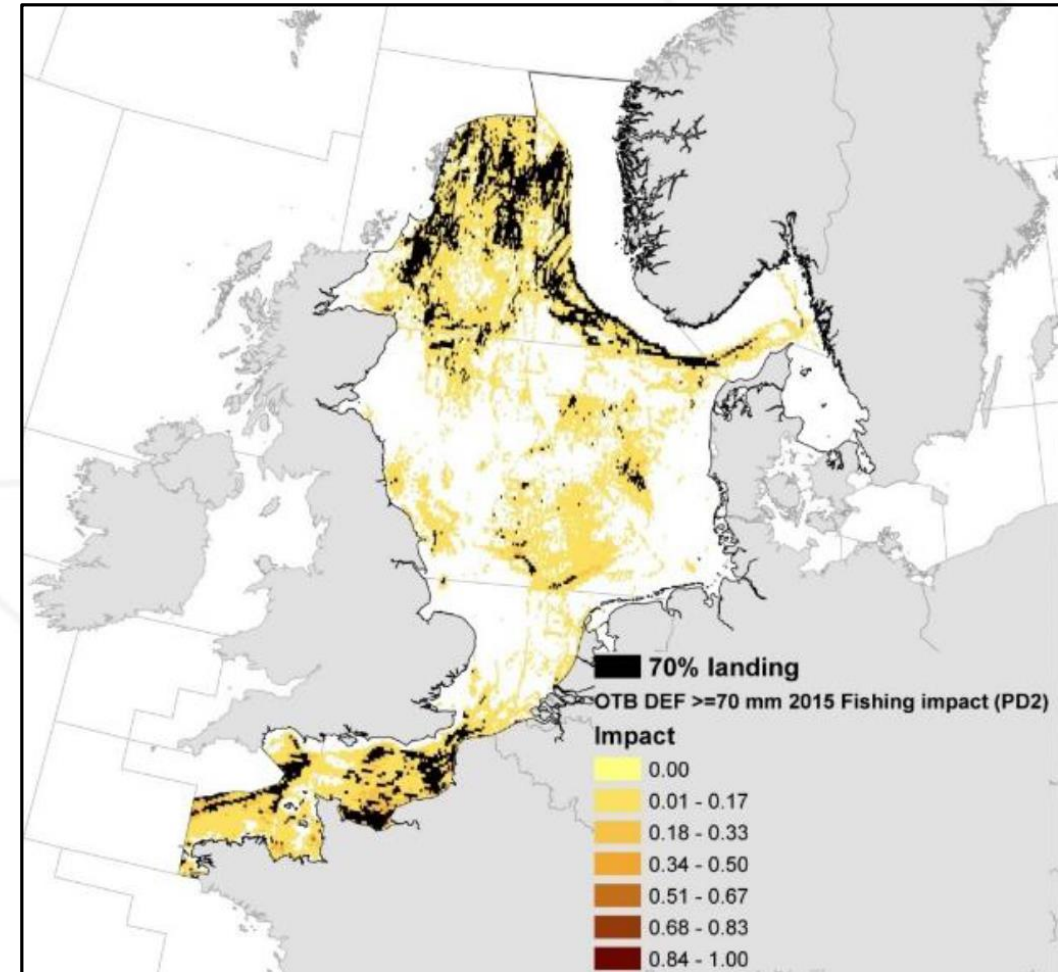 70% landing
OTB DEF >=70 mm 2015 Fishing impact (PD2)
Impact
0.00
0.01 - 0.17
0.18 - 0.33
0.34 - 0.50
0.51 - 0.67
0.68 - 0.83
0.84 - 1.00